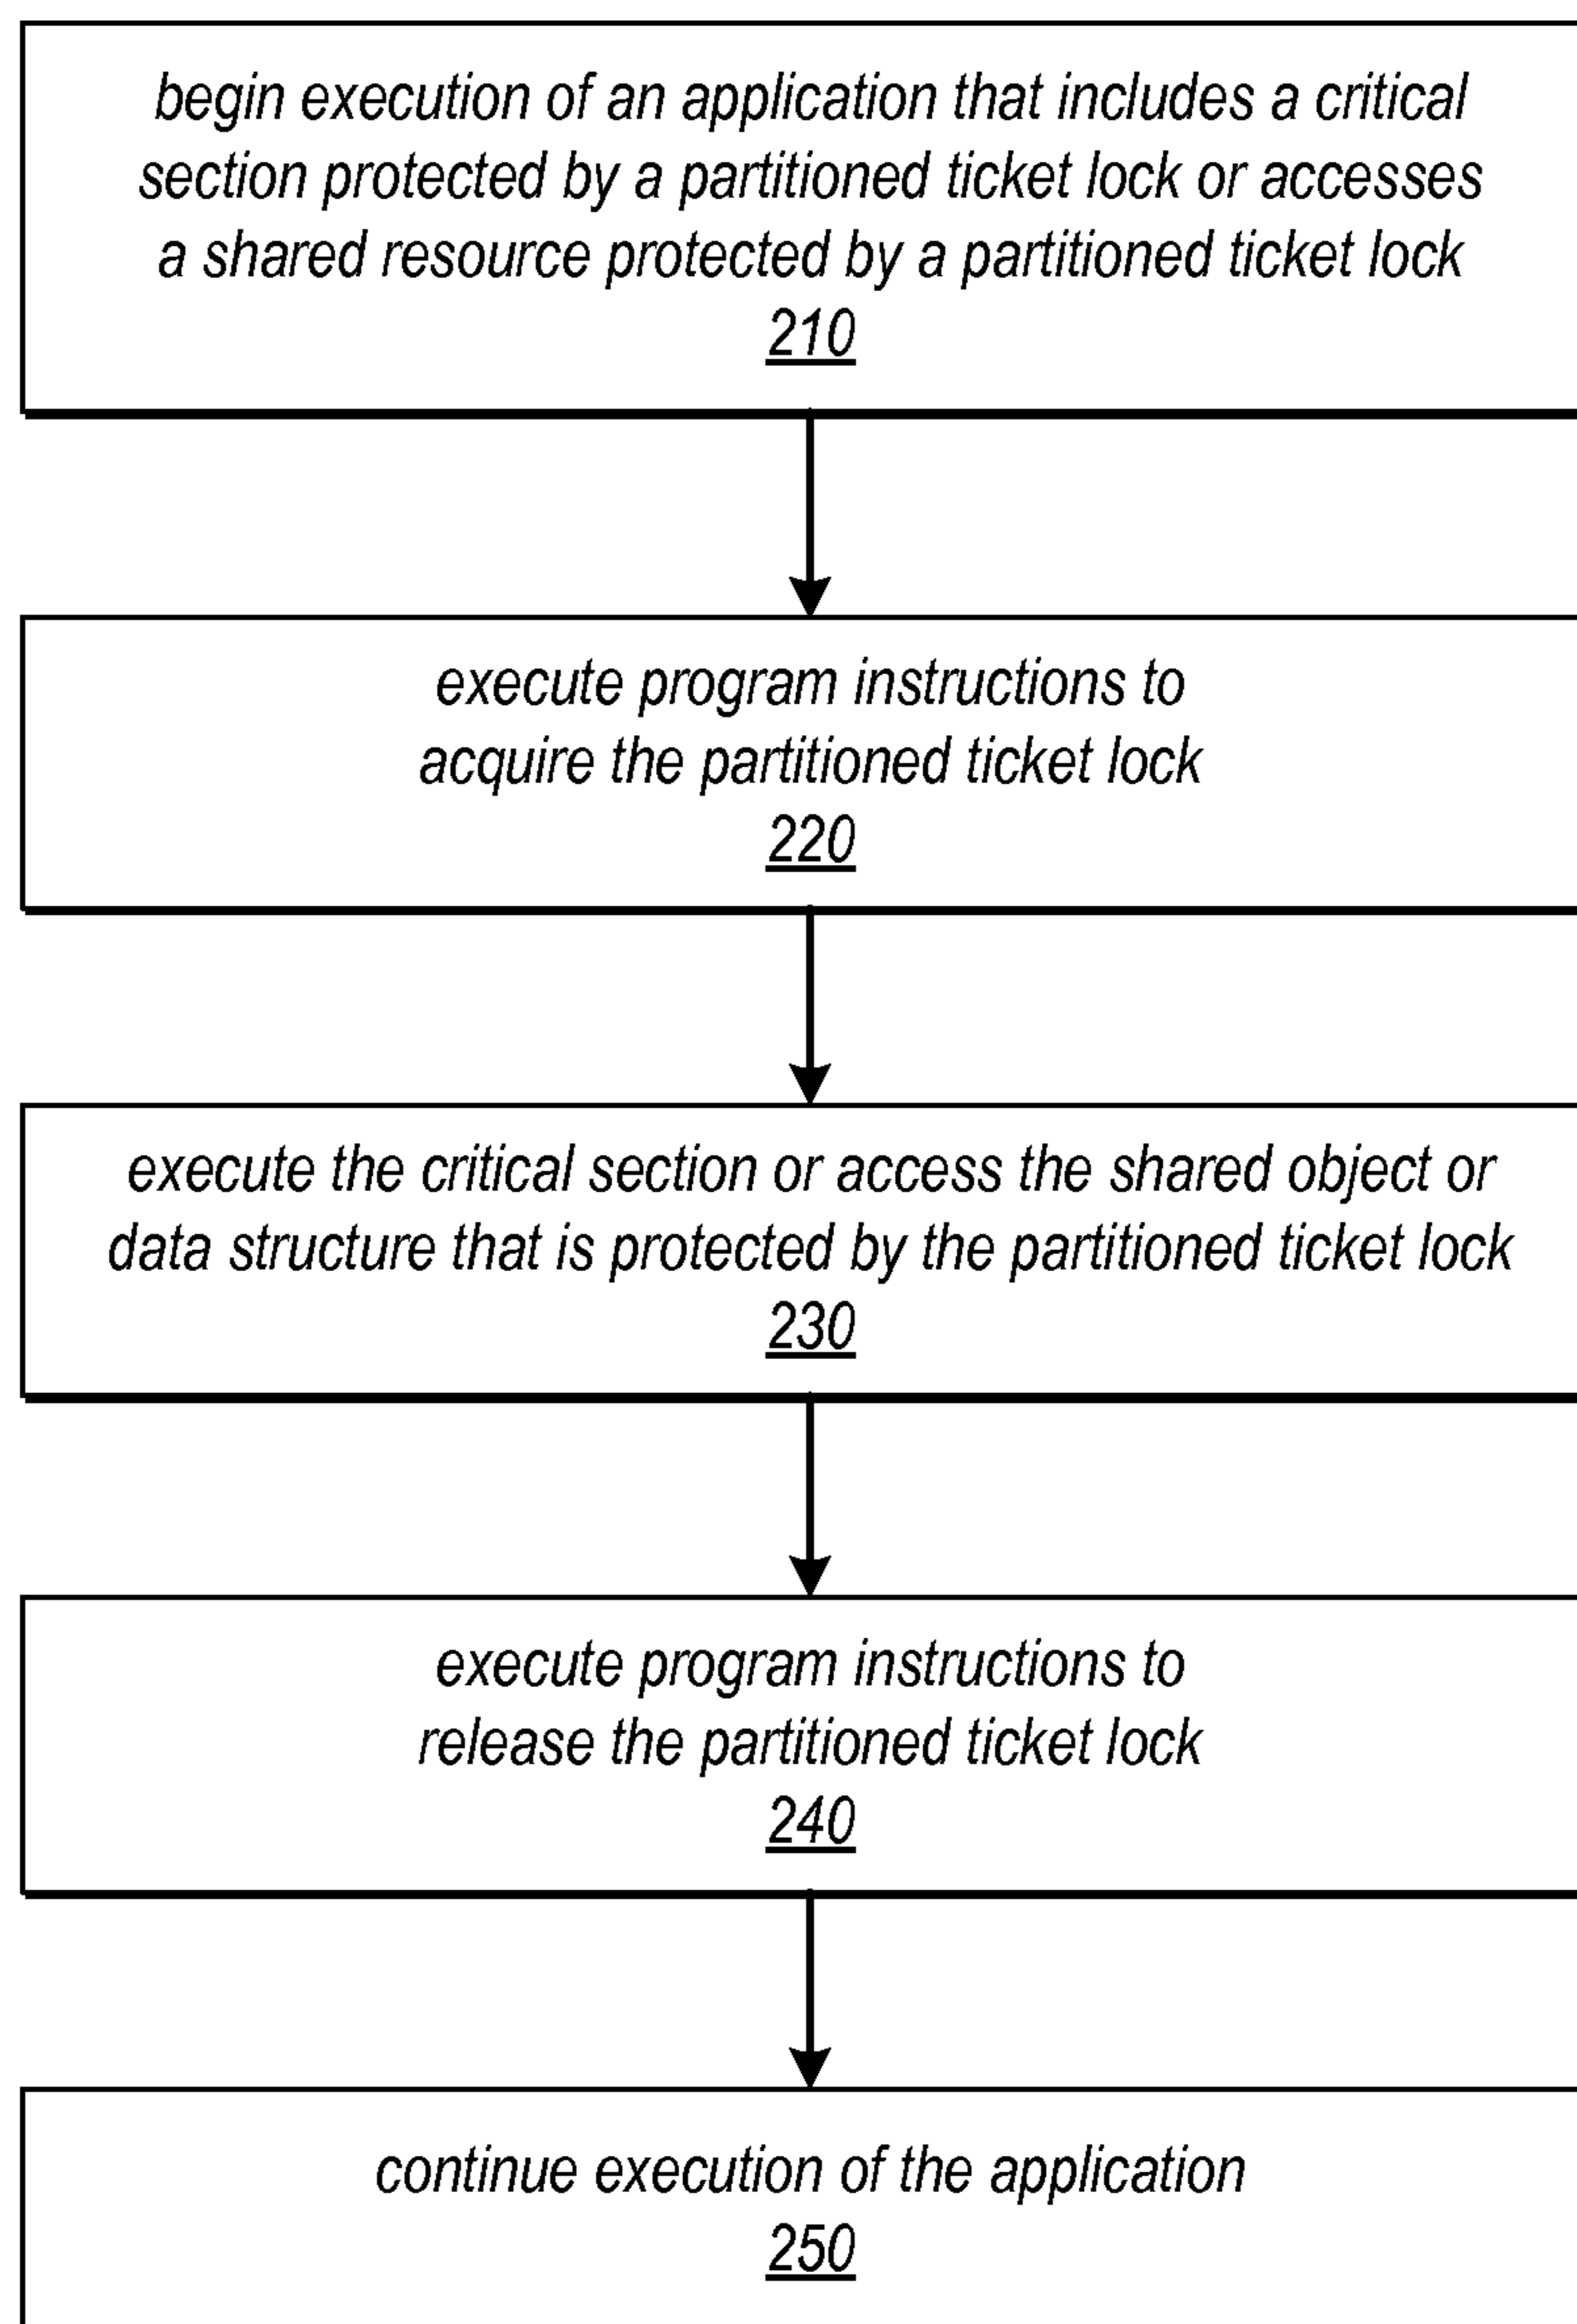 begin execution of an application that includes a critical
section protected by a partitioned ticket lock or accesses
a shared resource protected by a partitioned ticket lock
210
execute program instructions to
acquire the partitioned ticket lock
220
execute the critical section or access the shared object or
data structure that is protected by the partitioned ticket lock
230
execute program instructions to
release the partitioned ticket lock
240
continue execution of the application
250